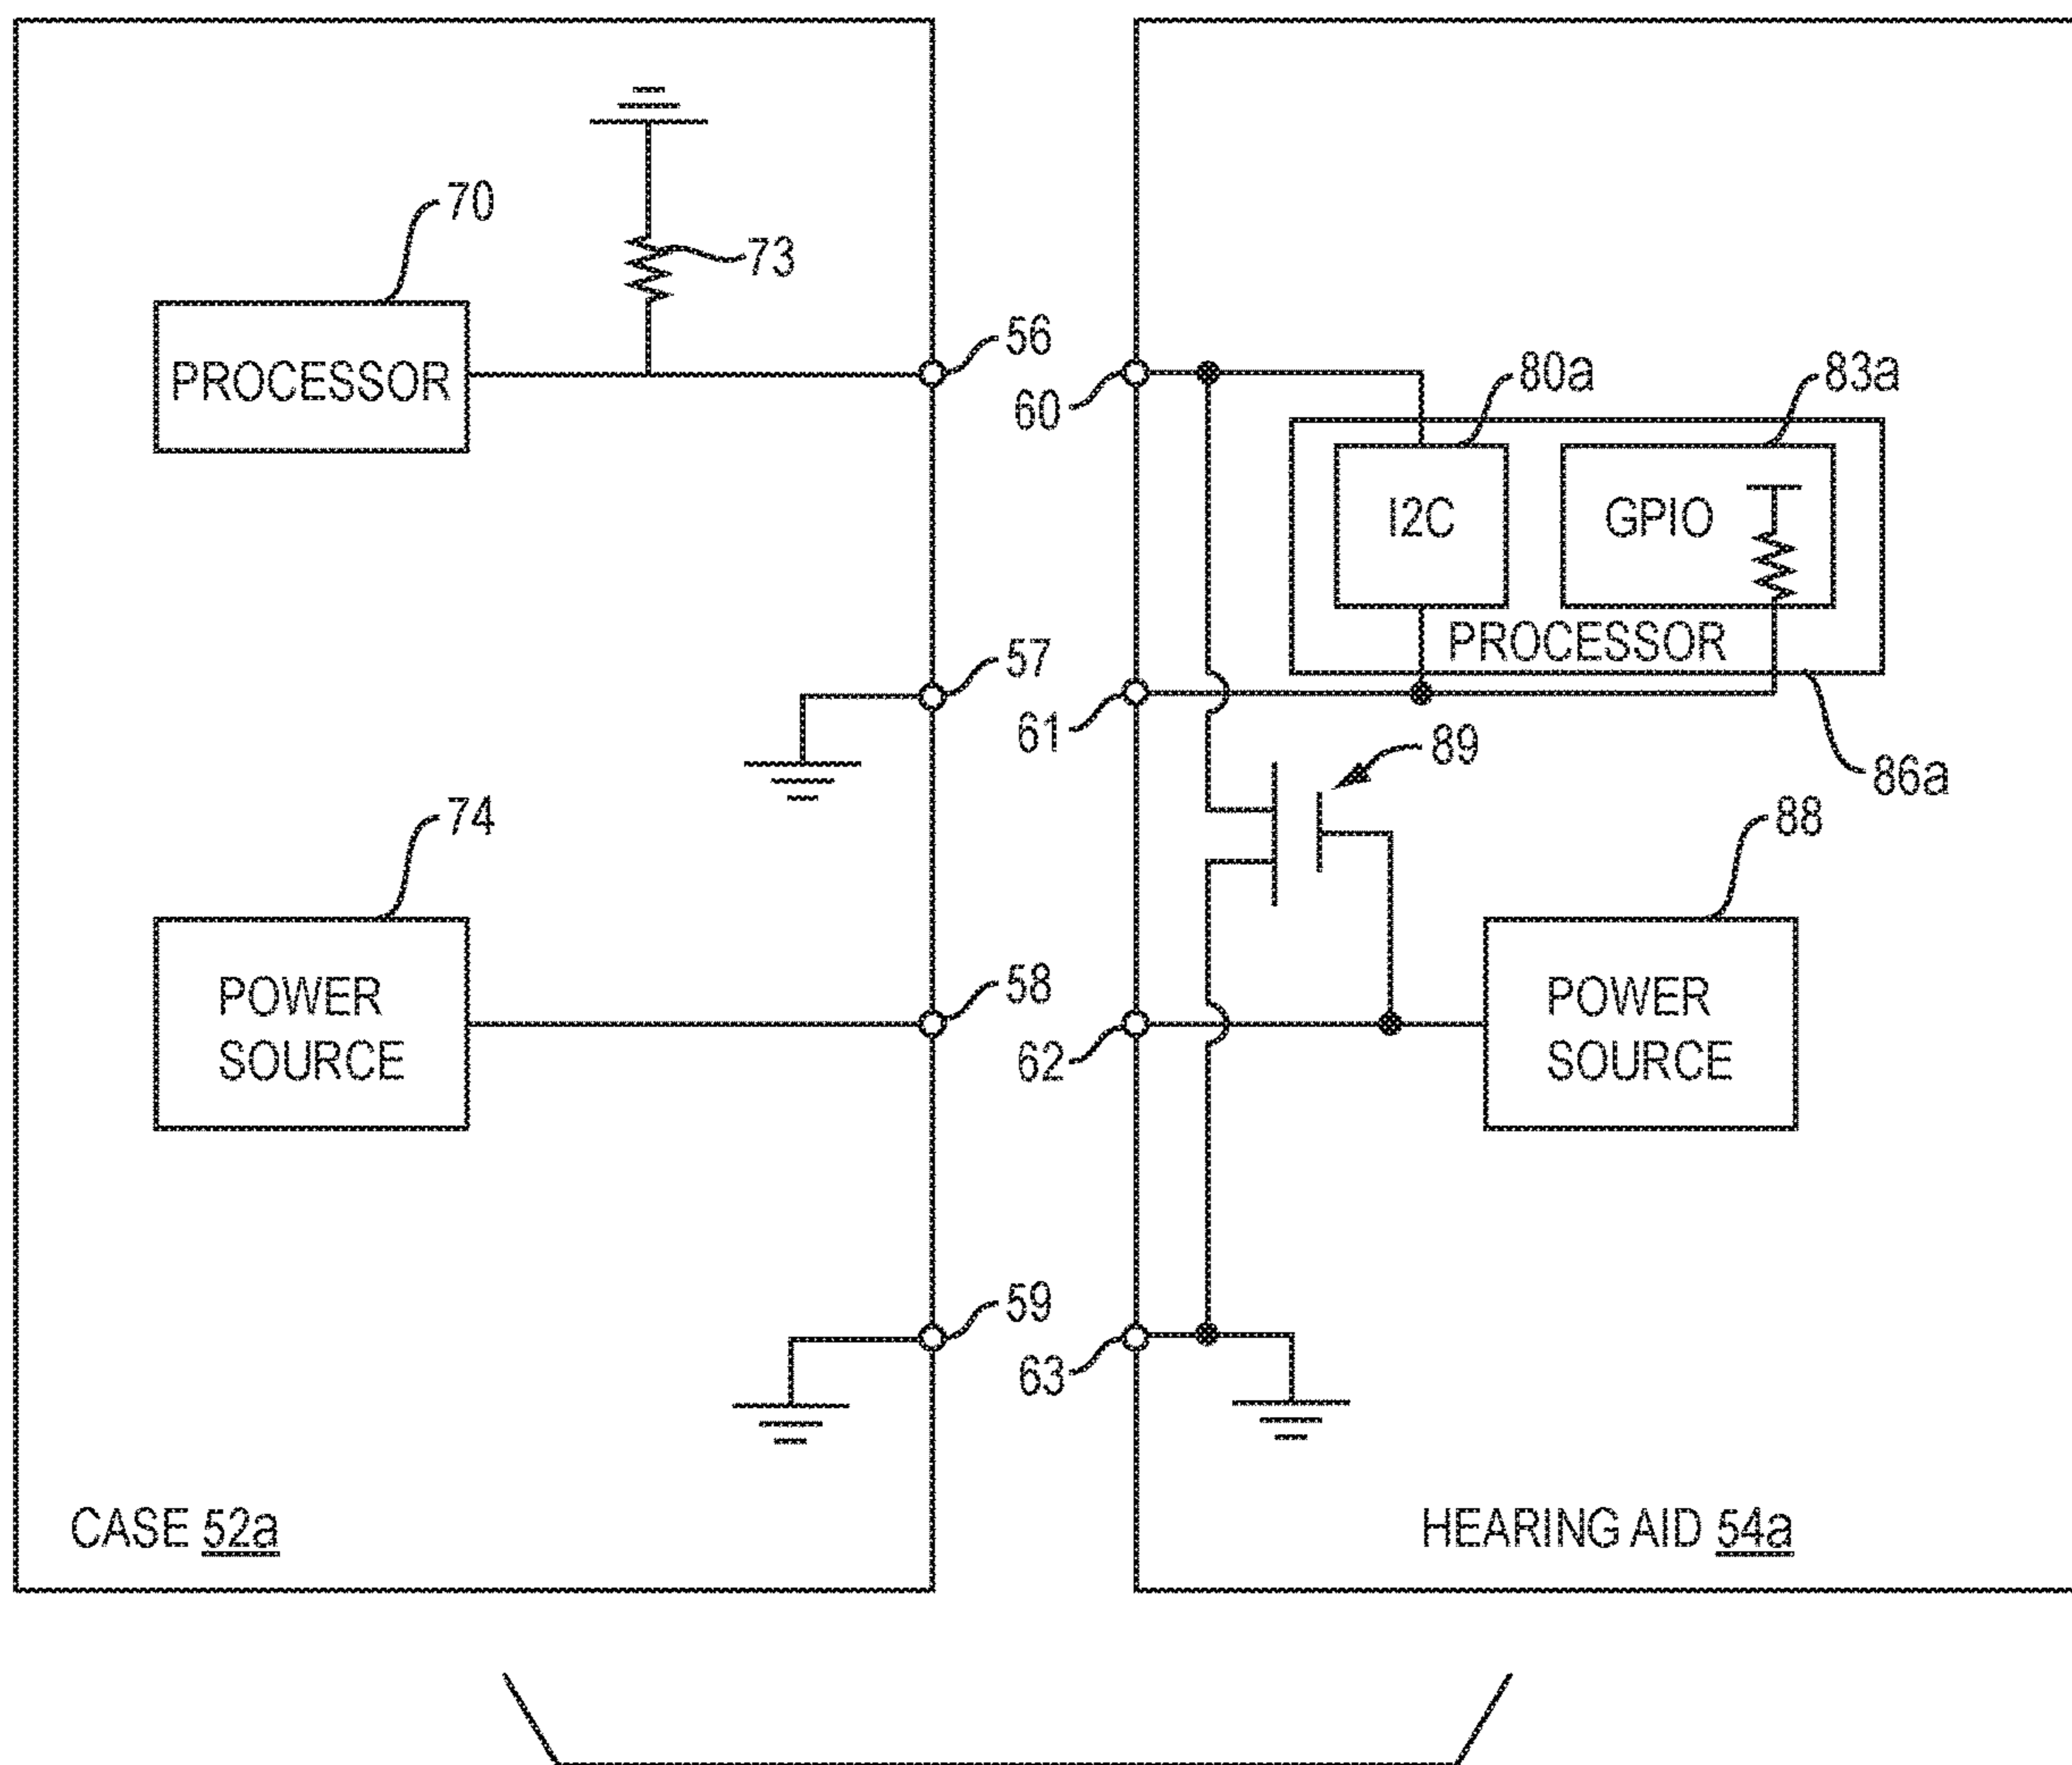 70
73
PROCESSOR
56
60
80a
83a
I2C
GPIO
PROCESSOR
57
61
89
86a
74
88
POWER
SOURCE
58
62
POWER
SOURCE
59
63
CASE 52a
HEARING AID 54a